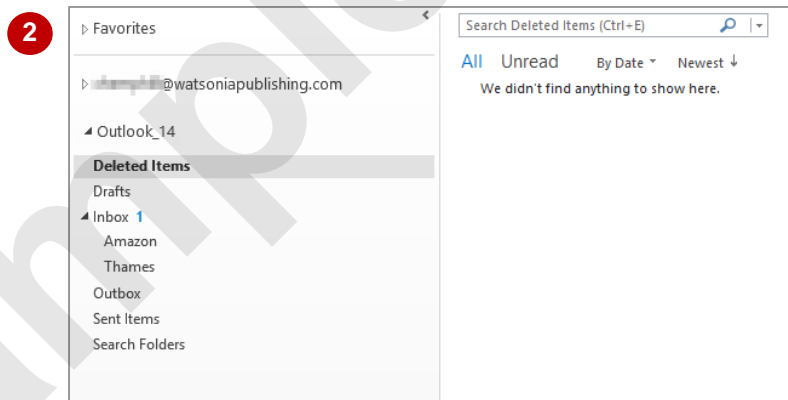 2
Favorites
@watsoniapublishing.com
Outlook_14
Deleted Items
Drafts
Inbox 1
Amazon
Thames
Outbox
Sent Items
Search Folders
Search Deleted Items (Ctrl+E)
All Unread By Date Newest
We didn't find anything to show here.